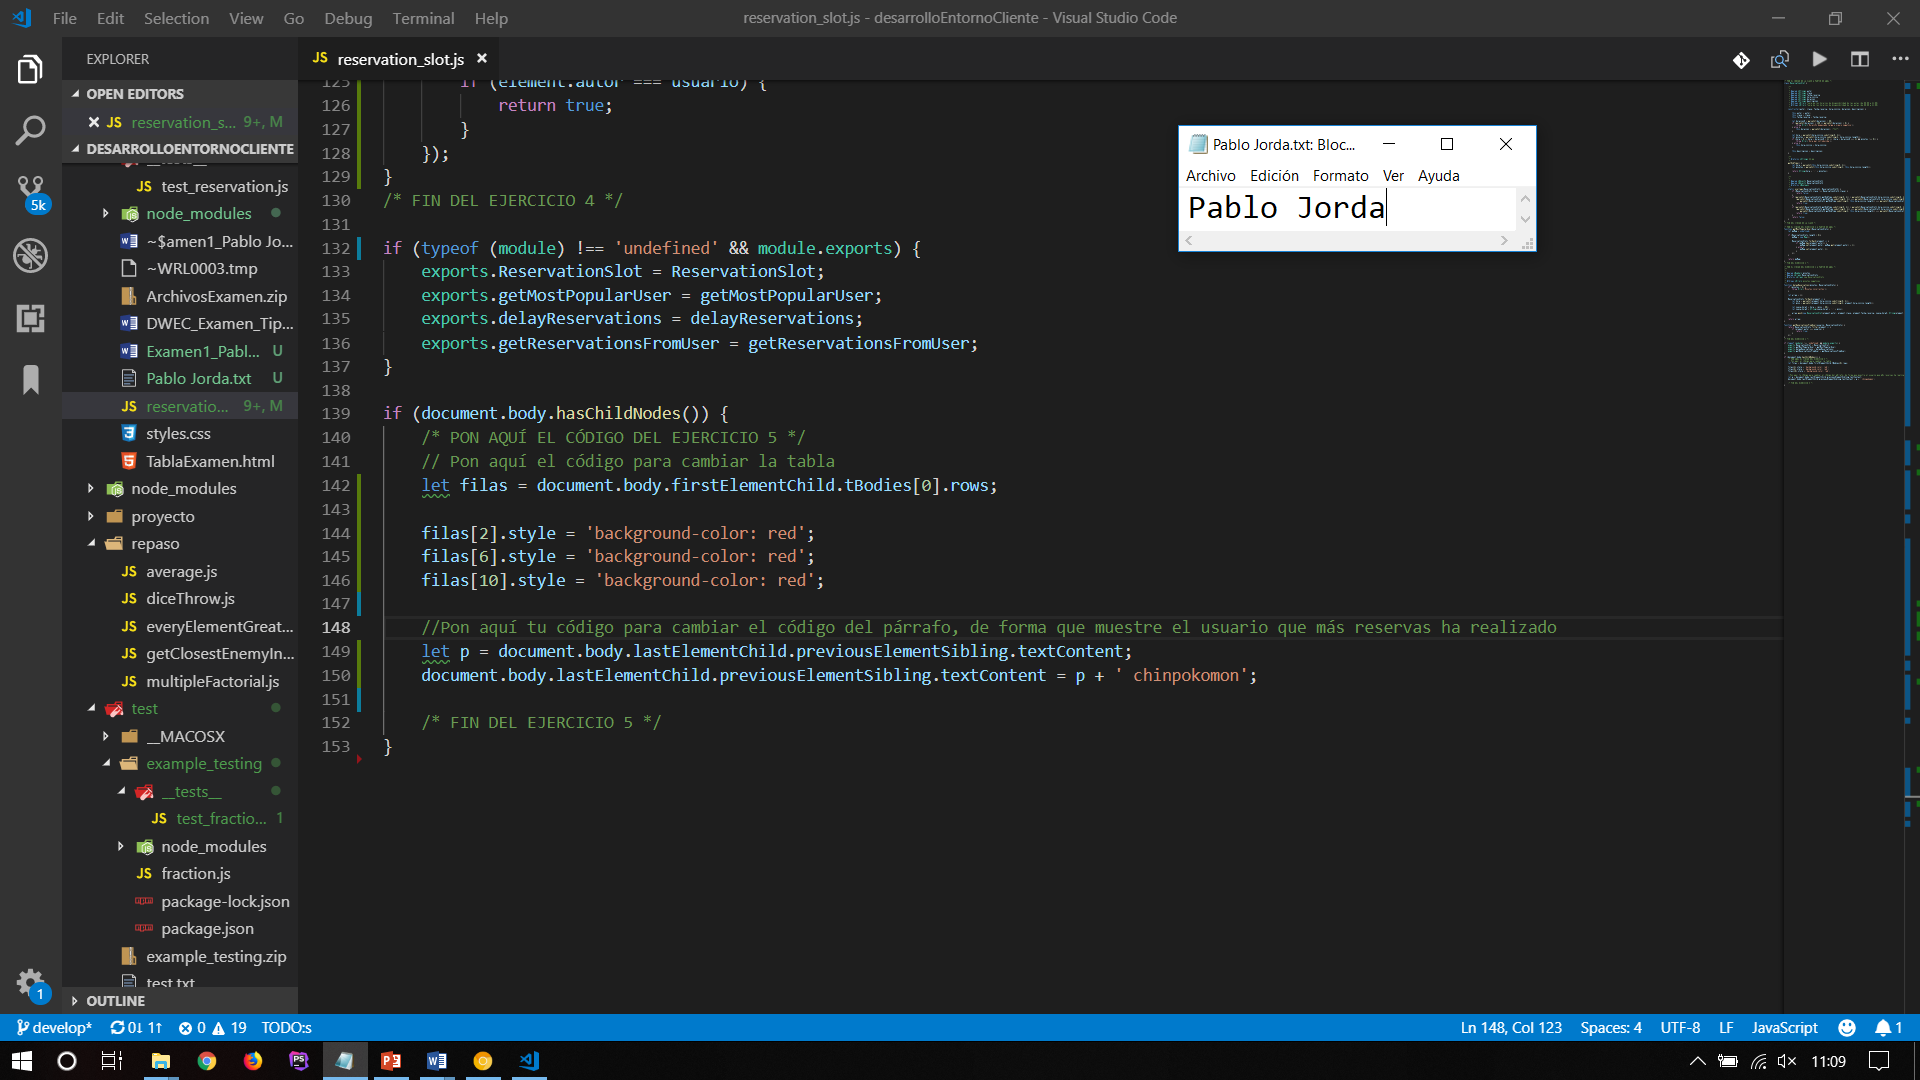 File Edit Selection View Go Debug Terminal Help
reservation_slot.js - desarrolloEntornoCliente - Visual Studio Code
EXPLORER
OPEN EDITORS
JS reservation_s... 9+, M
DESARROLLOENTORNOCLIENTE
__tests__
JS test_reservation.js
node_modules
~$amen1_Pablo Jo...
~WRL0003.tmp
ArchivosExamen.zip
DWEC_Examen_Tip...
Examen1_Pabl... U
Pablo Jorda.txt U
JS reservatio... 9+, M
styles.css
TablaExamen.html
node_modules
proyecto
repaso
JS average.js
JS diceThrow.js
JS everyElementGreat...
JS getClosestEnemyIn...
JS multipleFactorial.js
test
__MACOSX
example_testing
__tests__
JS test_fractio... 1
node_modules
JS fraction.js
package-lock.json
package.json
example_testing.zip
test.txt
OUTLINE
5k
1
JS reservation_slot.js
125 if (element.autor === usuario) {
126 return true;
127 }
128 });
129 }
130 /* FIN DEL EJERCICIO 4 */
131
132 if (typeof (module) !== 'undefined' && module.exports) {
133 exports.ReservationSlot = ReservationSlot;
134 exports.getMostPopularUser = getMostPopularUser;
135 exports.delayReservations = delayReservations;
136 exports.getReservationsFromUser = getReservationsFromUser;
137 }
138
139 if (document.body.hasChildNodes()) {
140 /* PON AQUÍ EL CÓDIGO DEL EJERCICIO 5 */
141 // Pon aquí el código para cambiar la tabla
142 let filas = document.body.firstElementChild.tBodies[0].rows;
143
144 filas[2].style = 'background-color: red';
145 filas[6].style = 'background-color: red';
146 filas[10].style = 'background-color: red';
147
148 //Pon aquí tu código para cambiar el código del párrafo, de forma que muestre el usuario que más reservas ha realizado
149 let p = document.body.lastElementChild.previousElementSibling.textContent;
150 document.body.lastElementChild.previousElementSibling.textContent = p + ' chinpokomon';
151
152 /* FIN DEL EJERCICIO 5 */
153 }
Pablo Jorda.txt: Bloc...
Archivo Edición Formato Ver Ayuda
Pablo Jorda
develop* 0↓ 1↑ 0 19 TODO:s
Ln 148, Col 123 Spaces: 4 UTF-8 LF JavaScript 1
11:09